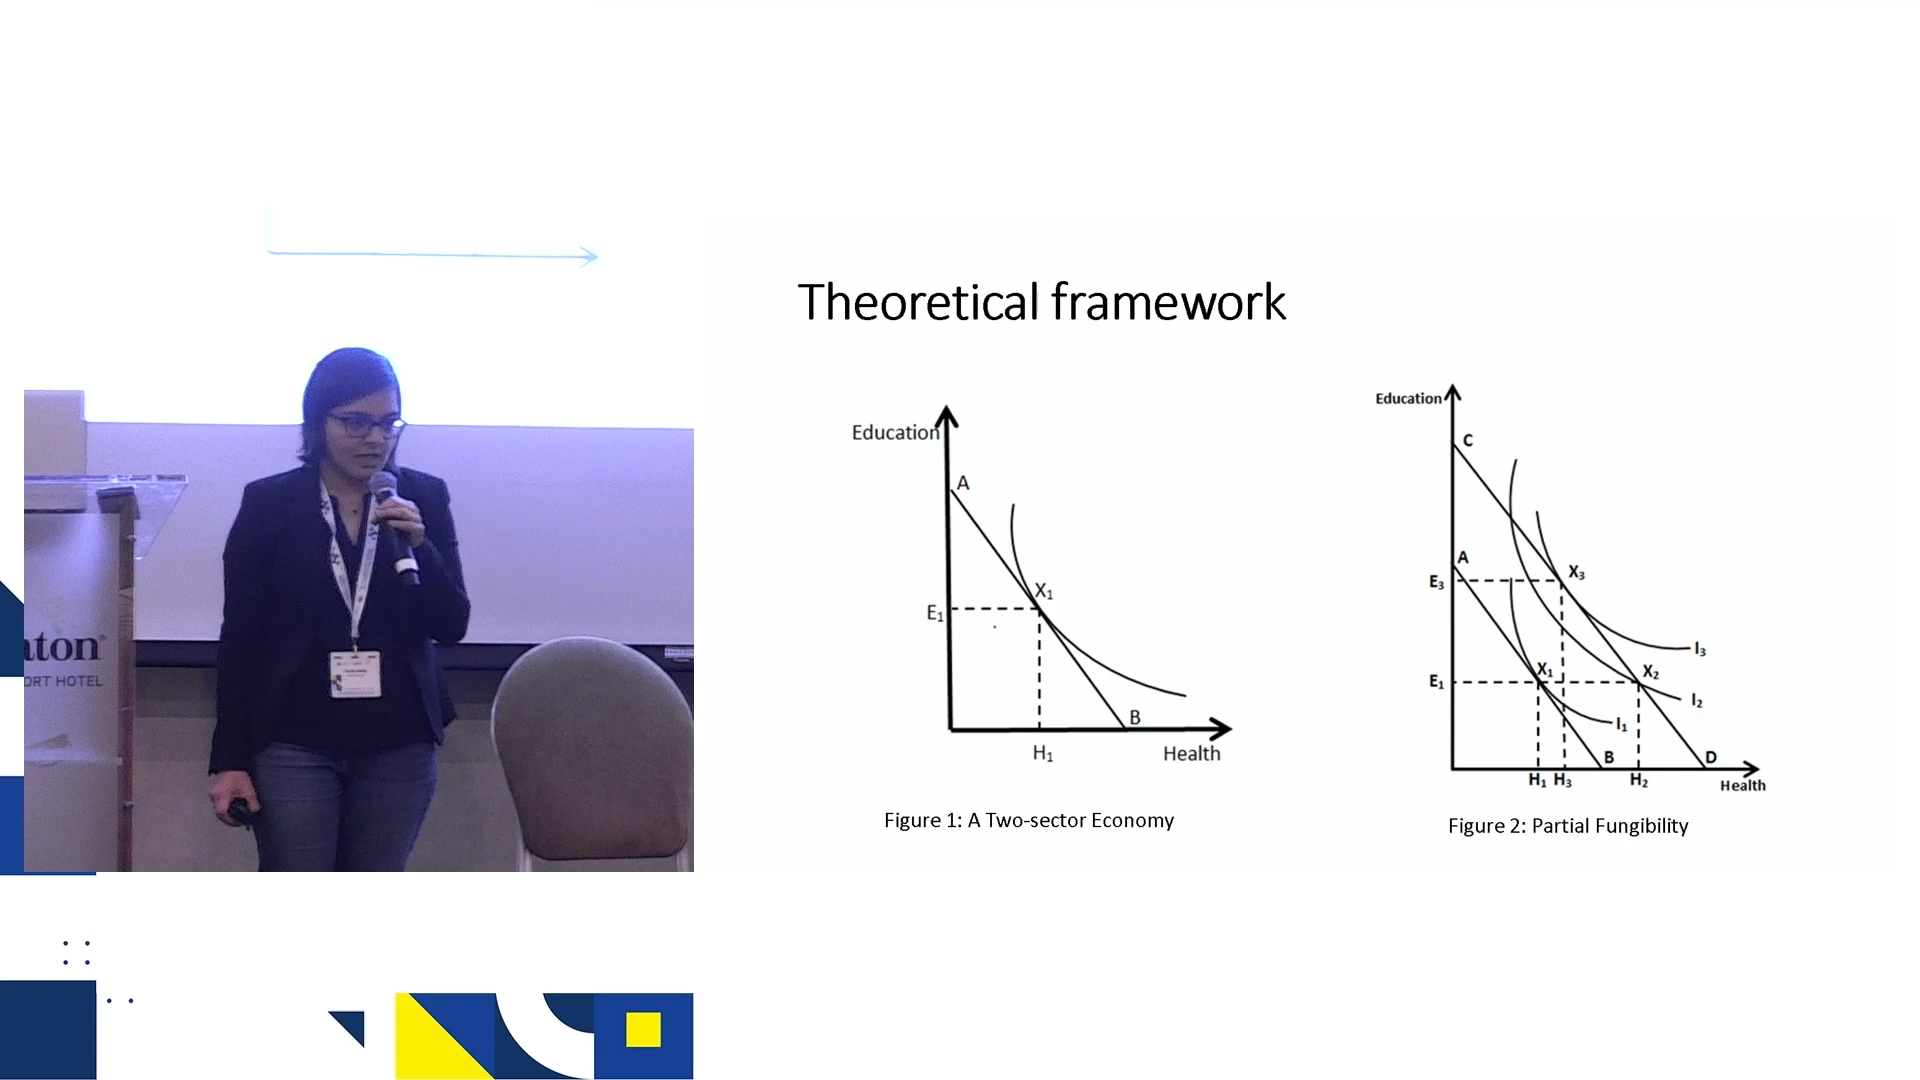 Theoretical framework
Education
A
X₁
E₁
B
H₁
Health
Figure 1: A Two-sector Economy
Education
C
A
X₃
E₃
I₃
X₁
X₂
E₁
I₂
I₁
B
D
H₁ H₃ H₂
Health
Figure 2: Partial Fungibility
aton
ORT HOTEL